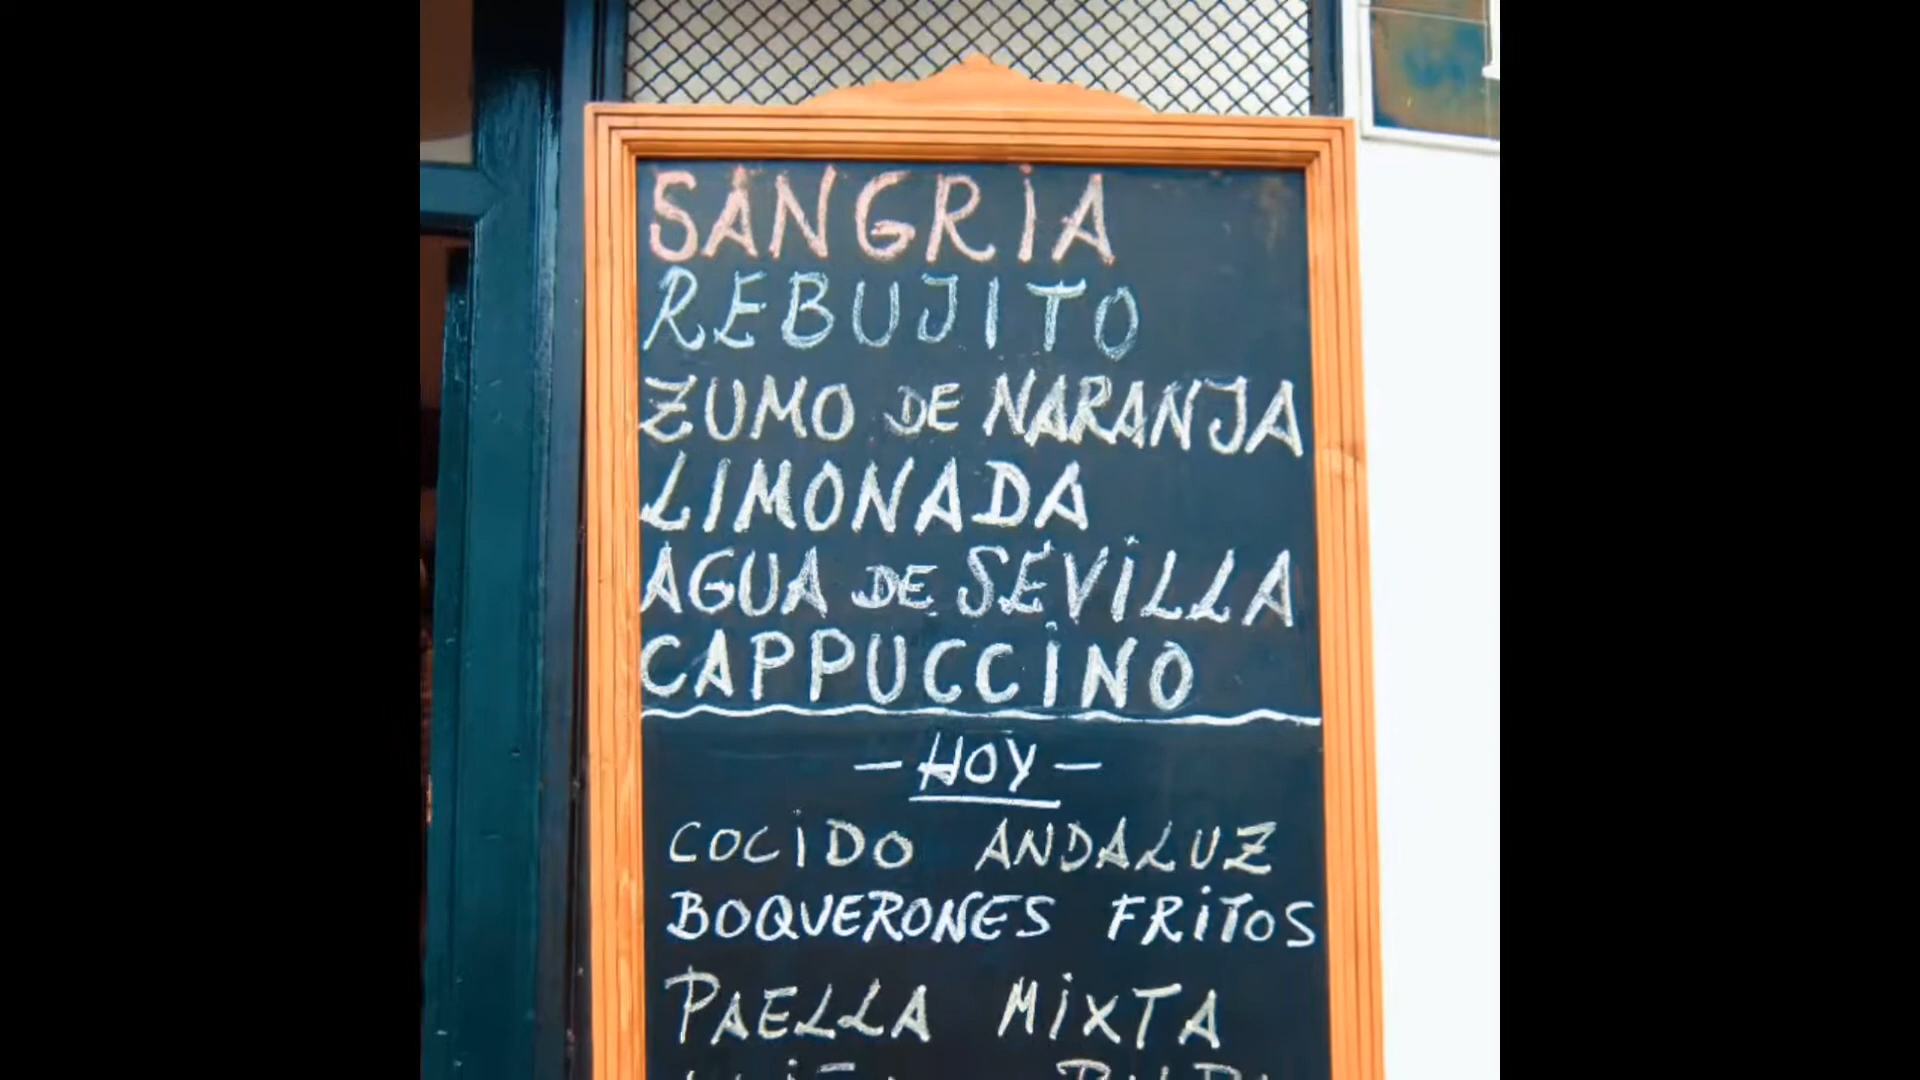 SANGRIA
REBUJITO
ZUMO DE NARANJA
LIMONADA
AGUA DE SEVILLA
CAPPUCCINO
- HOY -
COCIDO ANDALUZ
BOQUERONES FRITOS
PAELLA MIXTA